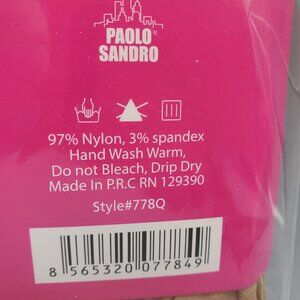 PAOLO®
SANDRO
97% Nylon, 3% spandex
Hand Wash Warm,
Do not Bleach, Drip Dry
Made In P.R.C RN 129390
Style#778Q
8 565320 077849